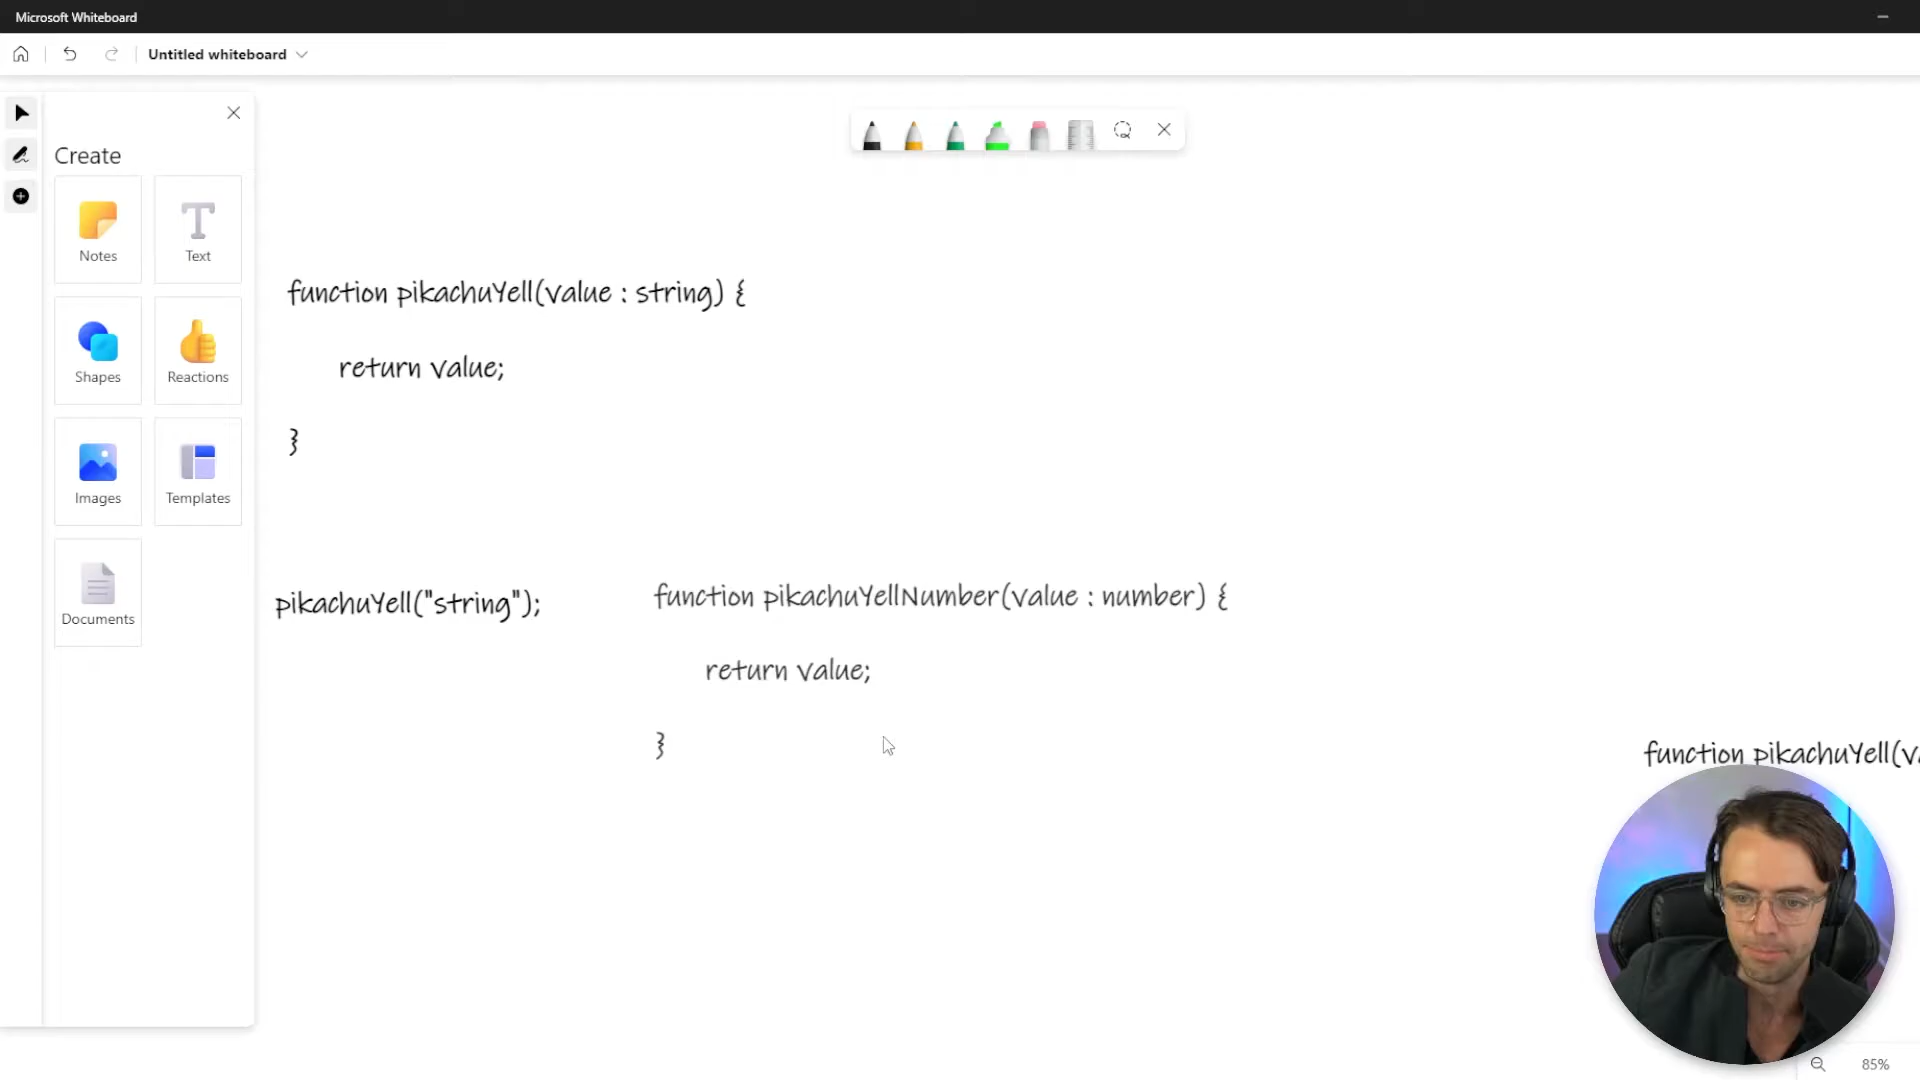 Microsoft Whiteboard
Untitled whiteboard
Create
Notes
Text
Shapes
Reactions
Images
Templates
Documents
function pikachuYell(value : string) {
return value;
}
pikachuYell("string");
function pikachuYellNumber(value : number) {
return value;
}
function pikachuYell(va
85%